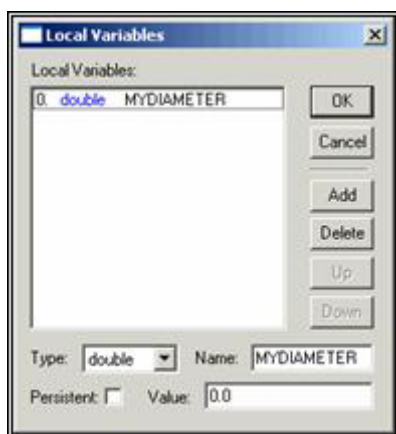 Local Variables
Local Variables:
0. double MYDIAMETER
OK
Cancel
Add
Delete
Up
Down
Type: double Name: MYDIAMETER
Persistent: Value: 0.0